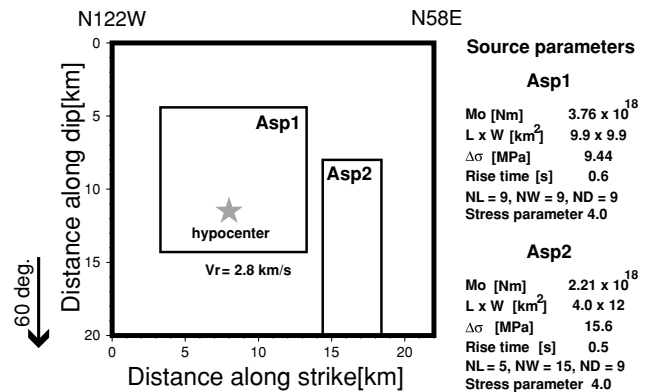 N122W
N58E
0
5
10
15
20
Distance along dip[km]
60 deg.
Asp1
Asp2
hypocenter
Vr= 2.8 km/s
0 5 10 15 20
Distance along strike[km]
Source parameters
Asp1
Mo [Nm] 3.76 x 10^18
L x W [km^2] 9.9 x 9.9
Δσ [MPa] 9.44
Rise time [s] 0.6
NL = 9, NW = 9, ND = 9
Stress parameter 4.0
Asp2
Mo [Nm] 2.21 x 10^18
L x W [km^2] 4.0 x 12
Δσ [MPa] 15.6
Rise time [s] 0.5
NL = 5, NW = 15, ND = 9
Stress parameter 4.0